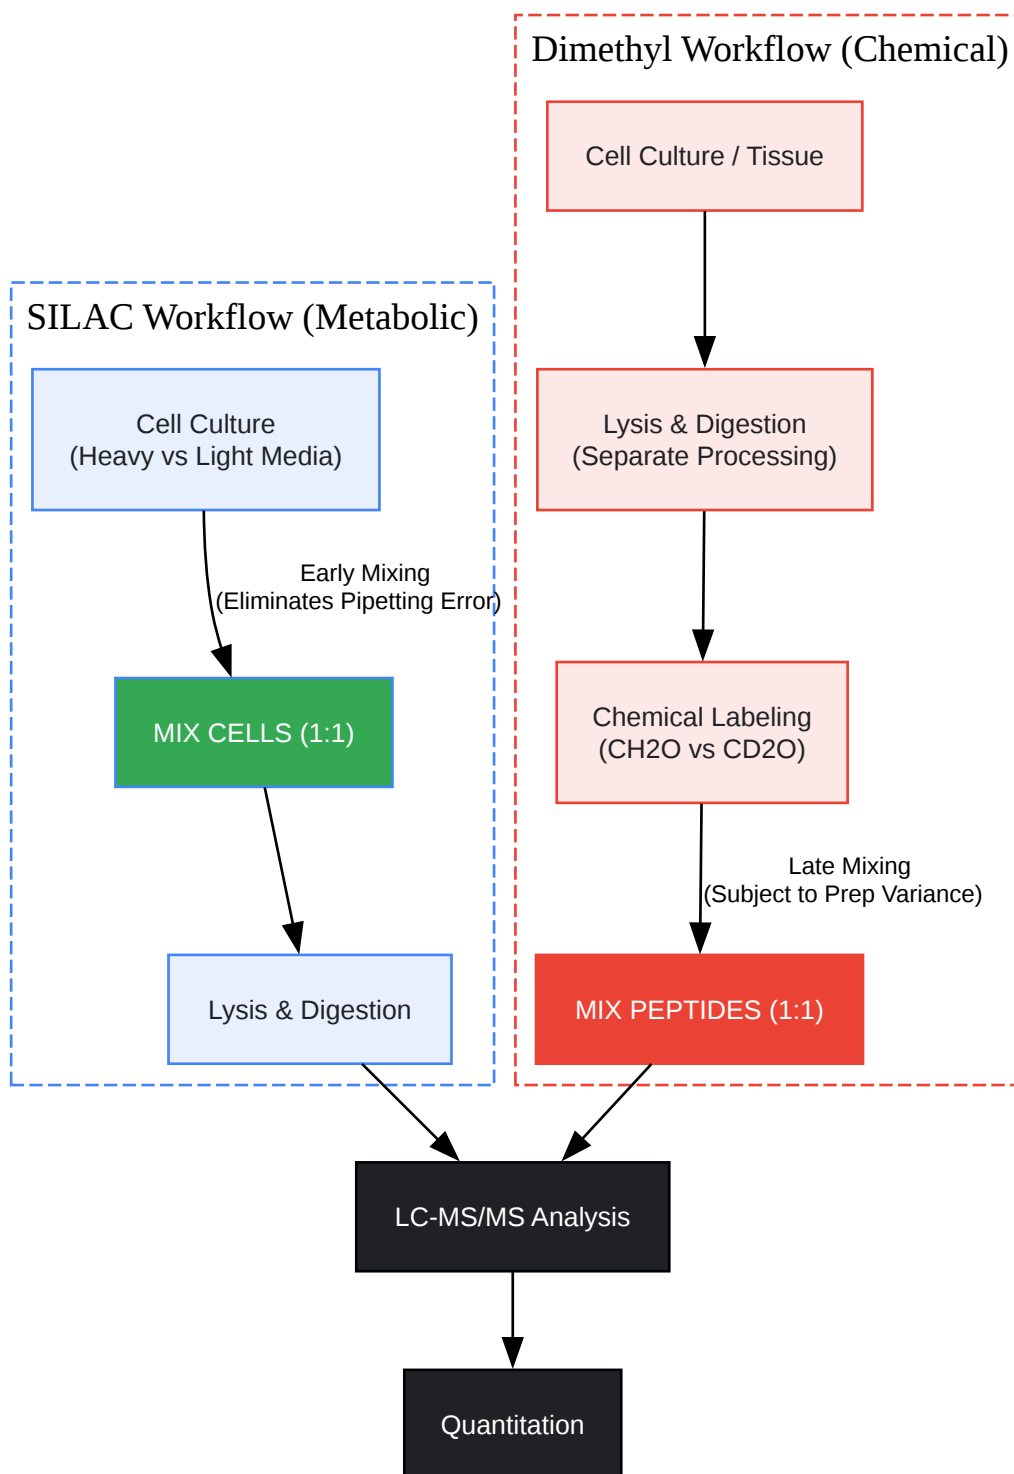 Dimethyl Workflow (Chemical)
Cell Culture / Tissue
SILAC Workflow (Metabolic)
Cell Culture
(Heavy vs Light Media)
Lysis & Digestion
(Separate Processing)
Early Mixing
(Eliminates Pipetting Error)
MIX CELLS (1:1)
Chemical Labeling
(CH2O vs CD2O)
Late Mixing
(Subject to Prep Variance)
Lysis & Digestion
MIX PEPTIDES (1:1)
LC-MS/MS Analysis
Quantitation